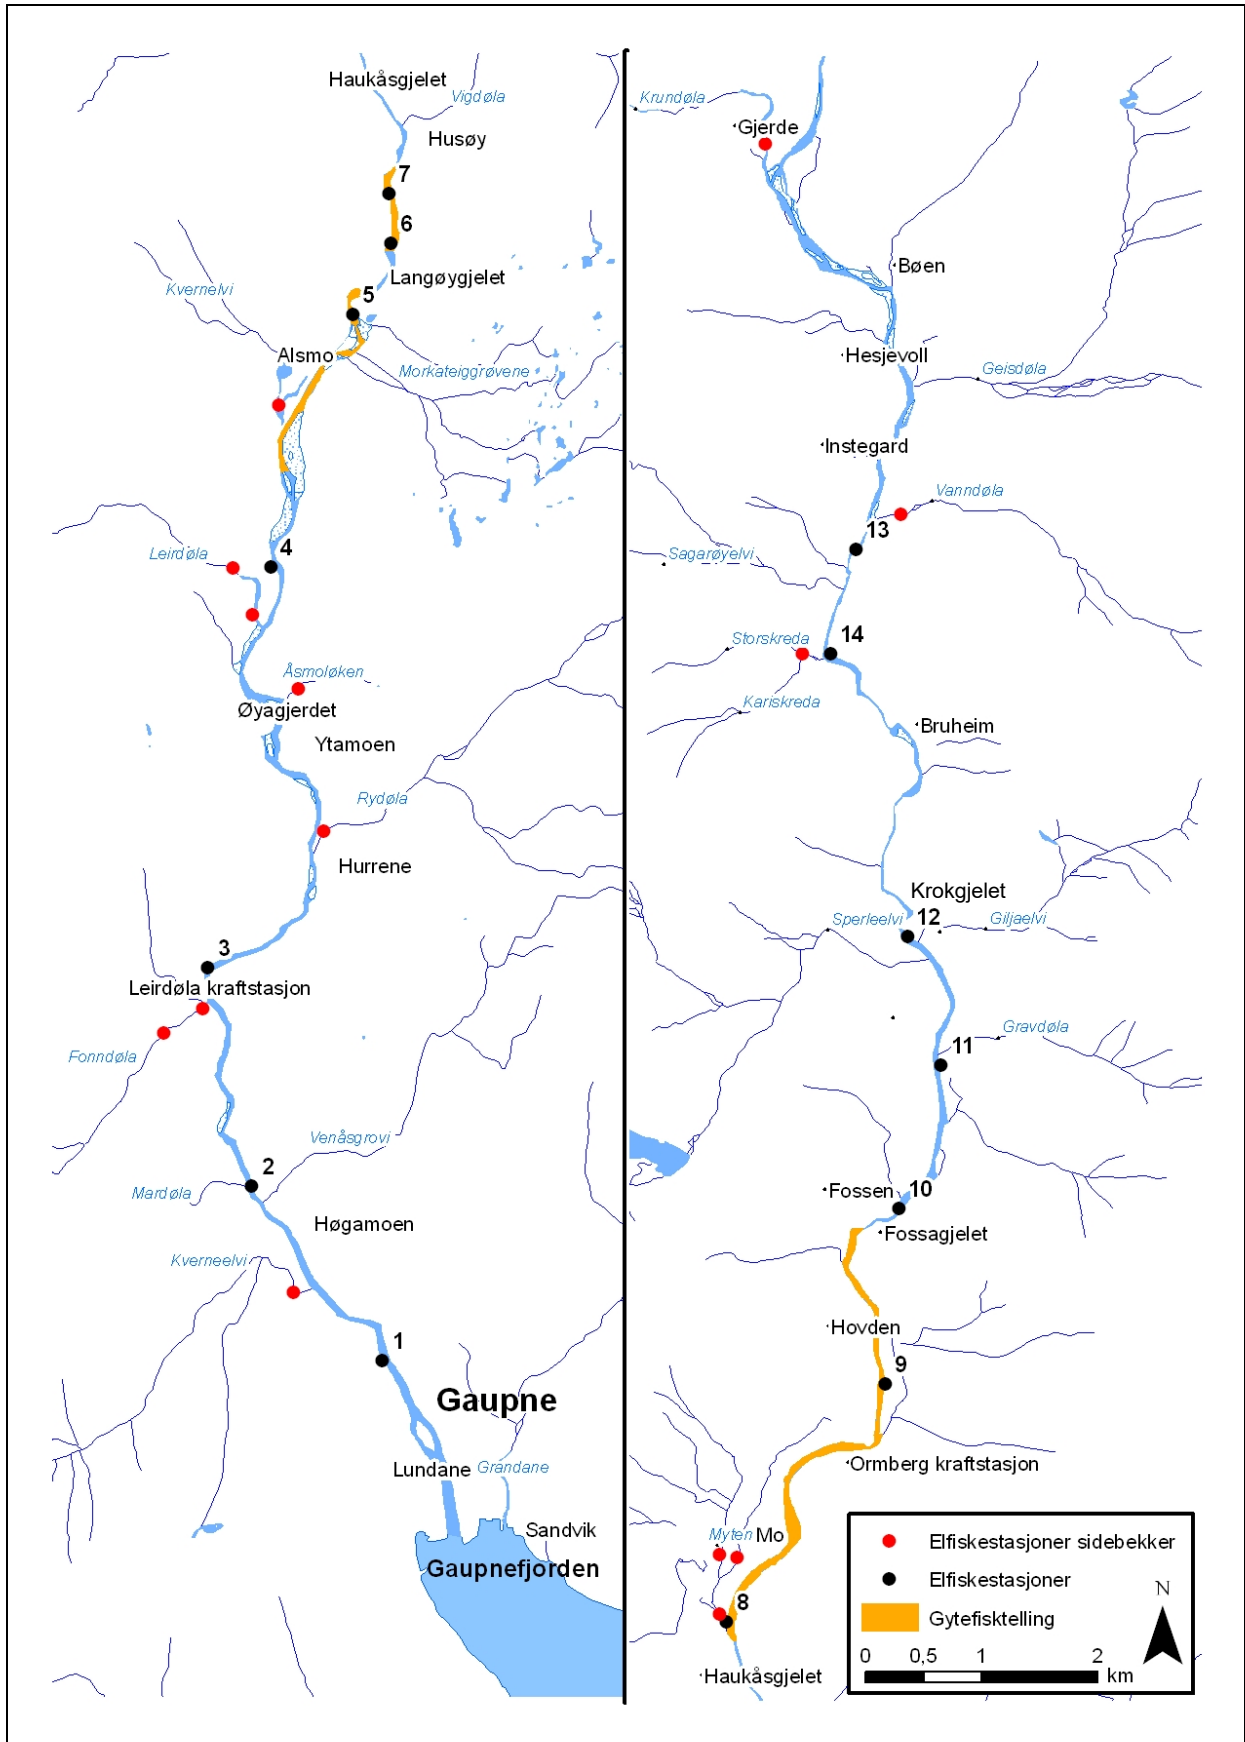 Haukåsgjelet
Vigdøla
Husøy
7
6
Langøygjelet
5
Kvernelvi
Alsmo
Morkateiggrøvene
4
Leirdøla
Åsmoløken
Øyagjerdet
Ytamoen
Rydøla
Hurrene
3
Leirdøla kraftstasjon
Fonndøla
Venåsgrovi
2
Mardøla
Høgamoen
Kverneelvi
1
Gaupne
Lundane
Grandane
Sandvik
Gaupnefjorden
Krundøla
Gjerde
Bøen
Hesjevoll
Geisdøla
Instegard
Vanndøla
13
Sagarøyelvi
14
Storskreda
Kariskreda
Bruheim
Krokgjelet
12
Sperleelvi
Giljaelvi
Gravdøla
11
Fossen
10
Fossagjelet
Hovden
9
Ormberg kraftstasjon
Myten
Mo
8
Haukåsgjelet
Elfiskestasjoner sidebekker
Elfiskestasjoner
Gytefisktelling
N
0 0,5 1 2
km